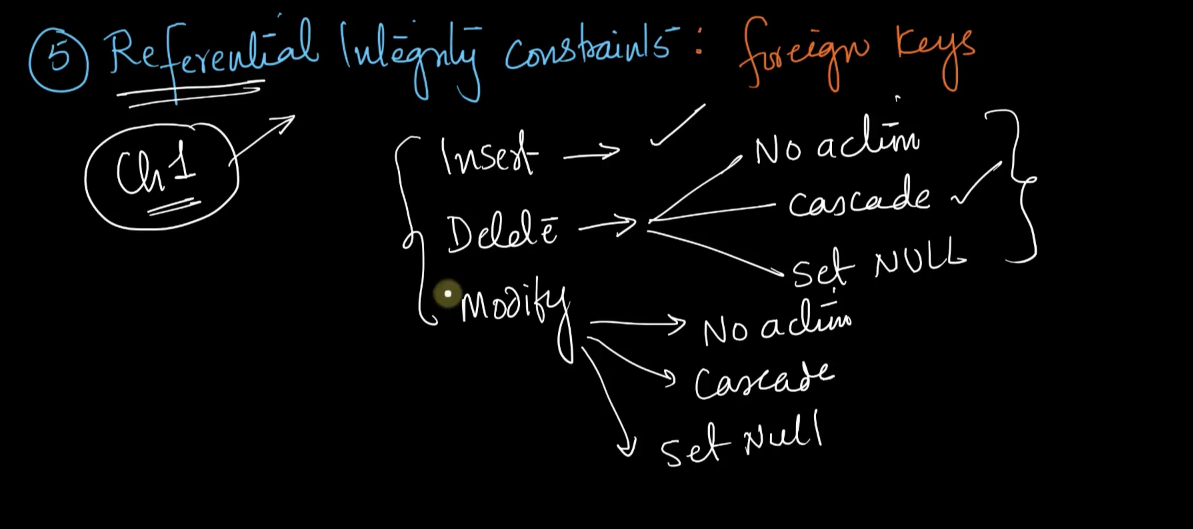 5 Referential Integrity constraints : foreign keys
Ch1
Insert → ✓
No action
Delete →
cascade ✓
set NULL
Modify
No action
Cascade
Set Null